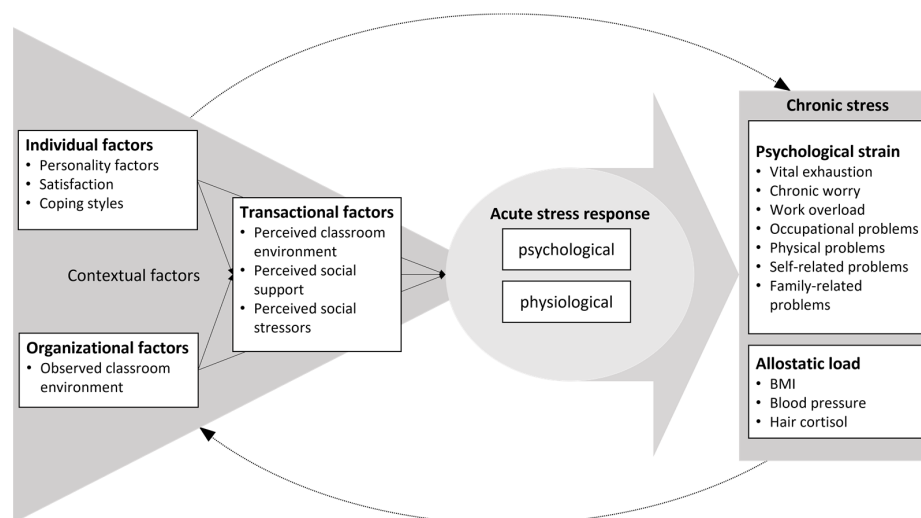 Individual factors
• Personality factors
• Satisfaction
• Coping styles
Contextual factors
Organizational factors
• Observed classroom
environment
Transactional factors
• Perceived classroom
environment
• Perceived social
support
• Perceived social
stressors
Acute stress response
psychological
physiological
Chronic stress
Psychological strain
• Vital exhaustion
• Chronic worry
• Work overload
• Occupational problems
• Physical problems
• Self-related problems
• Family-related
problems
Allostatic load
• BMI
• Blood pressure
• Hair cortisol